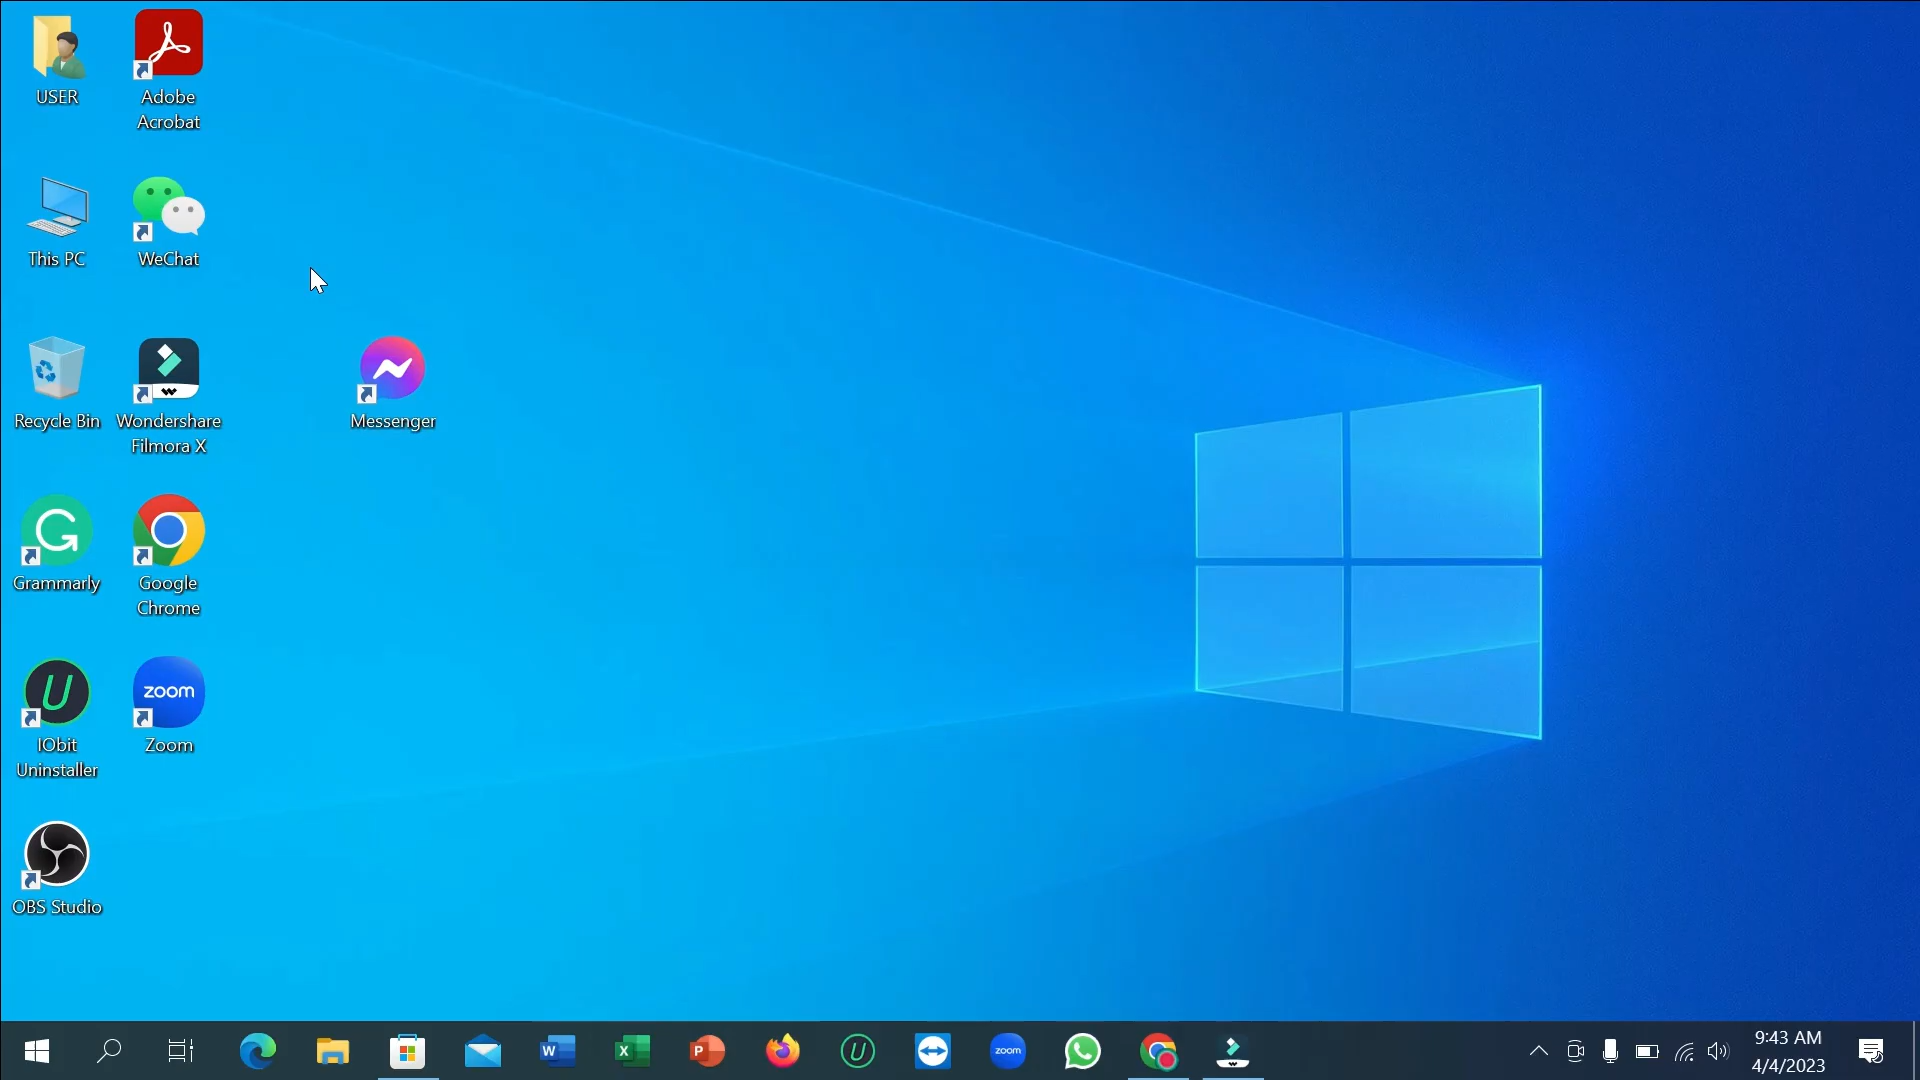 USER
Adobe
Acrobat
This PC
WeChat
Recycle Bin
Wondershare
Filmora X
Messenger
Grammarly
Google
Chrome
IObit
Uninstaller
zoom
Zoom
OBS Studio
W
X
P
zoom
9:43 AM
4/4/2023